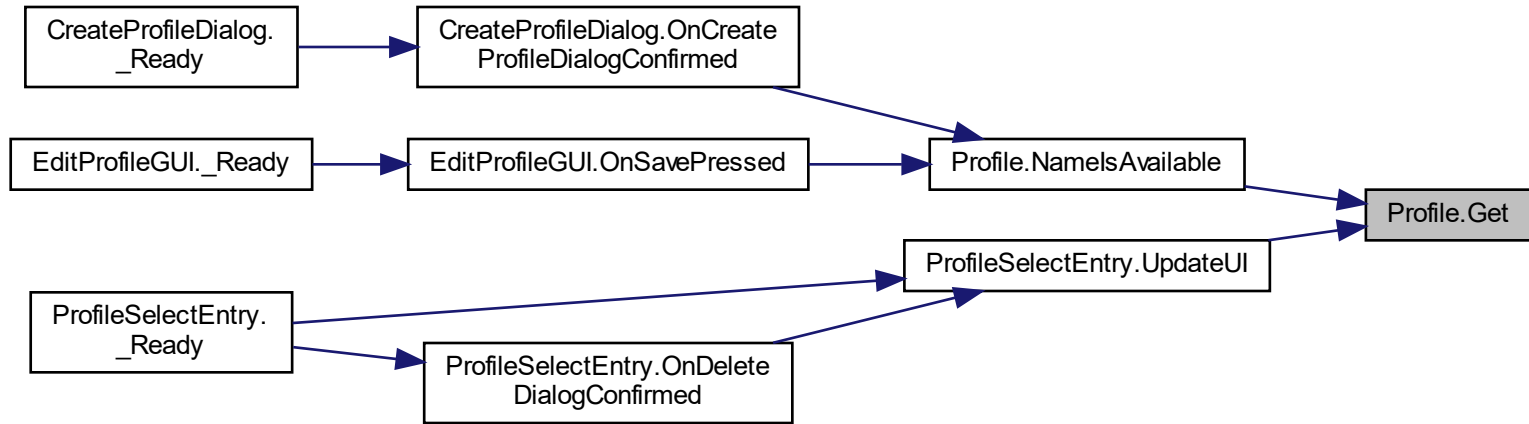 CreateProfileDialog.
_Ready
CreateProfileDialog.OnCreate
ProfileDialogConfirmed
EditProfileGUI._Ready
EditProfileGUI.OnSavePressed
Profile.NameIsAvailable
Profile.Get
ProfileSelectEntry.UpdateUI
ProfileSelectEntry.
_Ready
ProfileSelectEntry.OnDelete
DialogConfirmed